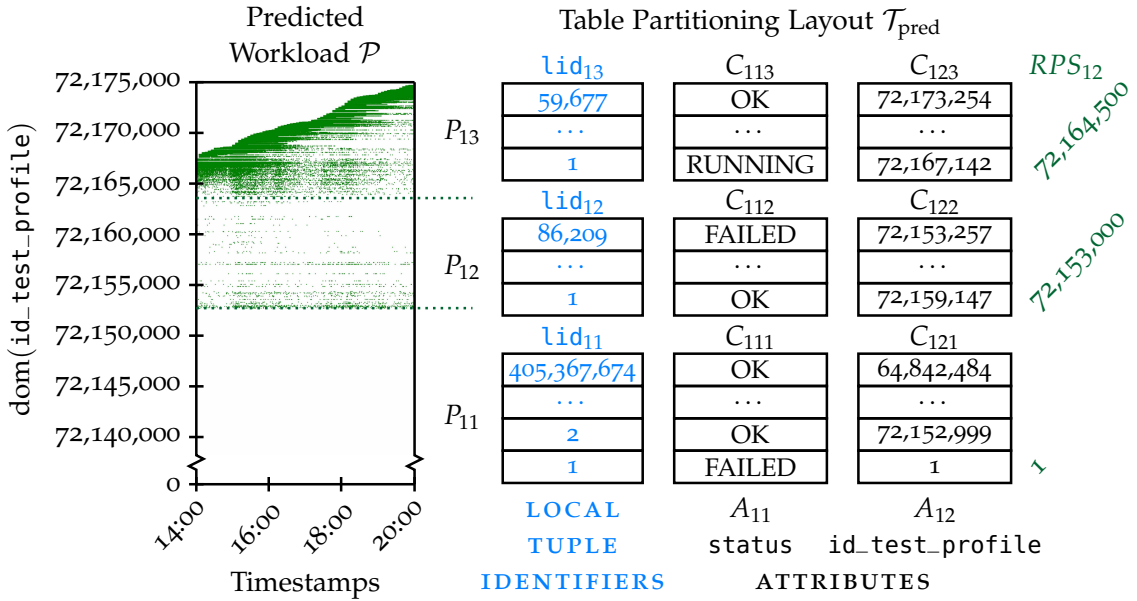 Predicted
Workload P
Table Partitioning Layout T_pred
dom(id_test_profile)
72,175,000
72,170,000
72,165,000
72,160,000
72,155,000
72,150,000
72,145,000
72,140,000
0
14:00
16:00
18:00
20:00
Timestamps
P13
P12
P11
lid13 C113 C123 RPS12
59,677 OK 72,173,254
... ... ...
1 RUNNING 72,167,142
72,164,500
lid12 C112 C122
86,209 FAILED 72,153,257
... ... ...
1 OK 72,159,147
72,153,000
lid11 C111 C121
405,367,674 OK 64,842,484
... ... ...
2 OK 72,152,999
1 FAILED 1
1
LOCAL A11 A12
TUPLE status id_test_profile
IDENTIFIERS ATTRIBUTES